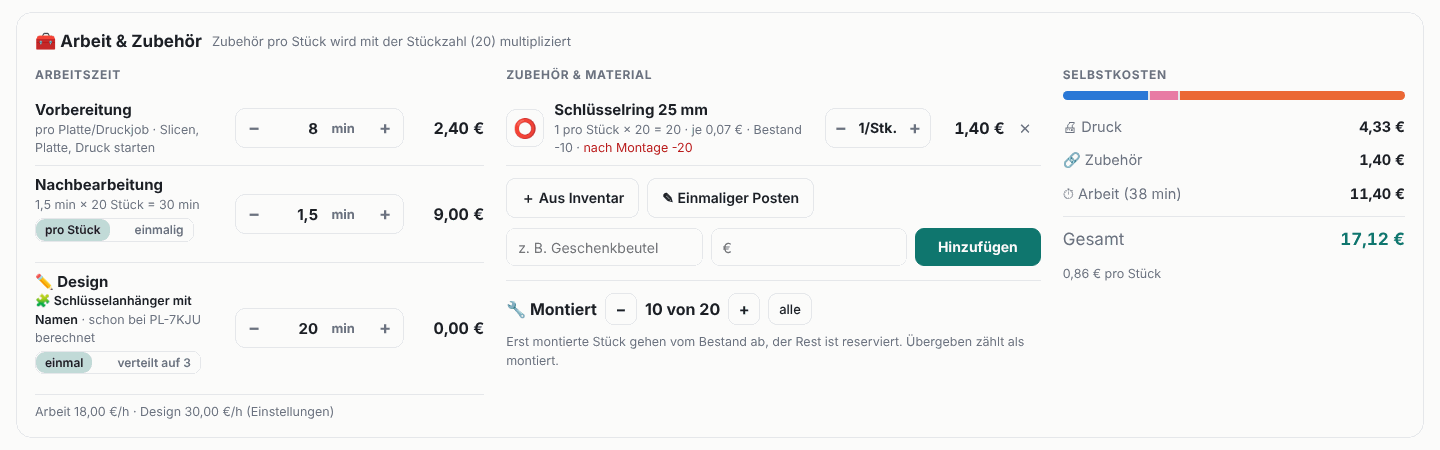 🧰 Arbeit & Zubehör Zubehör pro Stück wird mit der Stückzahl (20) multipliziert
ARBEITSZEIT
Vorbereitung
pro Platte/Druckjob · Slicen,
Platte, Druck starten
− 8 min + 2,40 €
Nachbearbeitung
1,5 min × 20 Stück = 30 min
pro Stück einmalig
− 1,5 min + 9,00 €
✏️ Design
🧩 Schlüsselanhänger mit
Namen · schon bei PL-7KJU
berechnet
einmal verteilt auf 3
− 20 min + 0,00 €
Arbeit 18,00 €/h · Design 30,00 €/h (Einstellungen)
ZUBEHÖR & MATERIAL
Schlüsselring 25 mm
1 pro Stück × 20 = 20 · je 0,07 € · Bestand
-10 · nach Montage -20
− 1/Stk. + 1,40 € ×
+ Aus Inventar ✎ Einmaliger Posten
z. B. Geschenkbeutel € Hinzufügen
🔧 Montiert − 10 von 20 + alle
Erst montierte Stück gehen vom Bestand ab, der Rest ist reserviert. Übergeben zählt als
montiert.
SELBSTKOSTEN
🖨 Druck 4,33 €
🔗 Zubehör 1,40 €
⏱ Arbeit (38 min) 11,40 €
Gesamt 17,12 €
0,86 € pro Stück